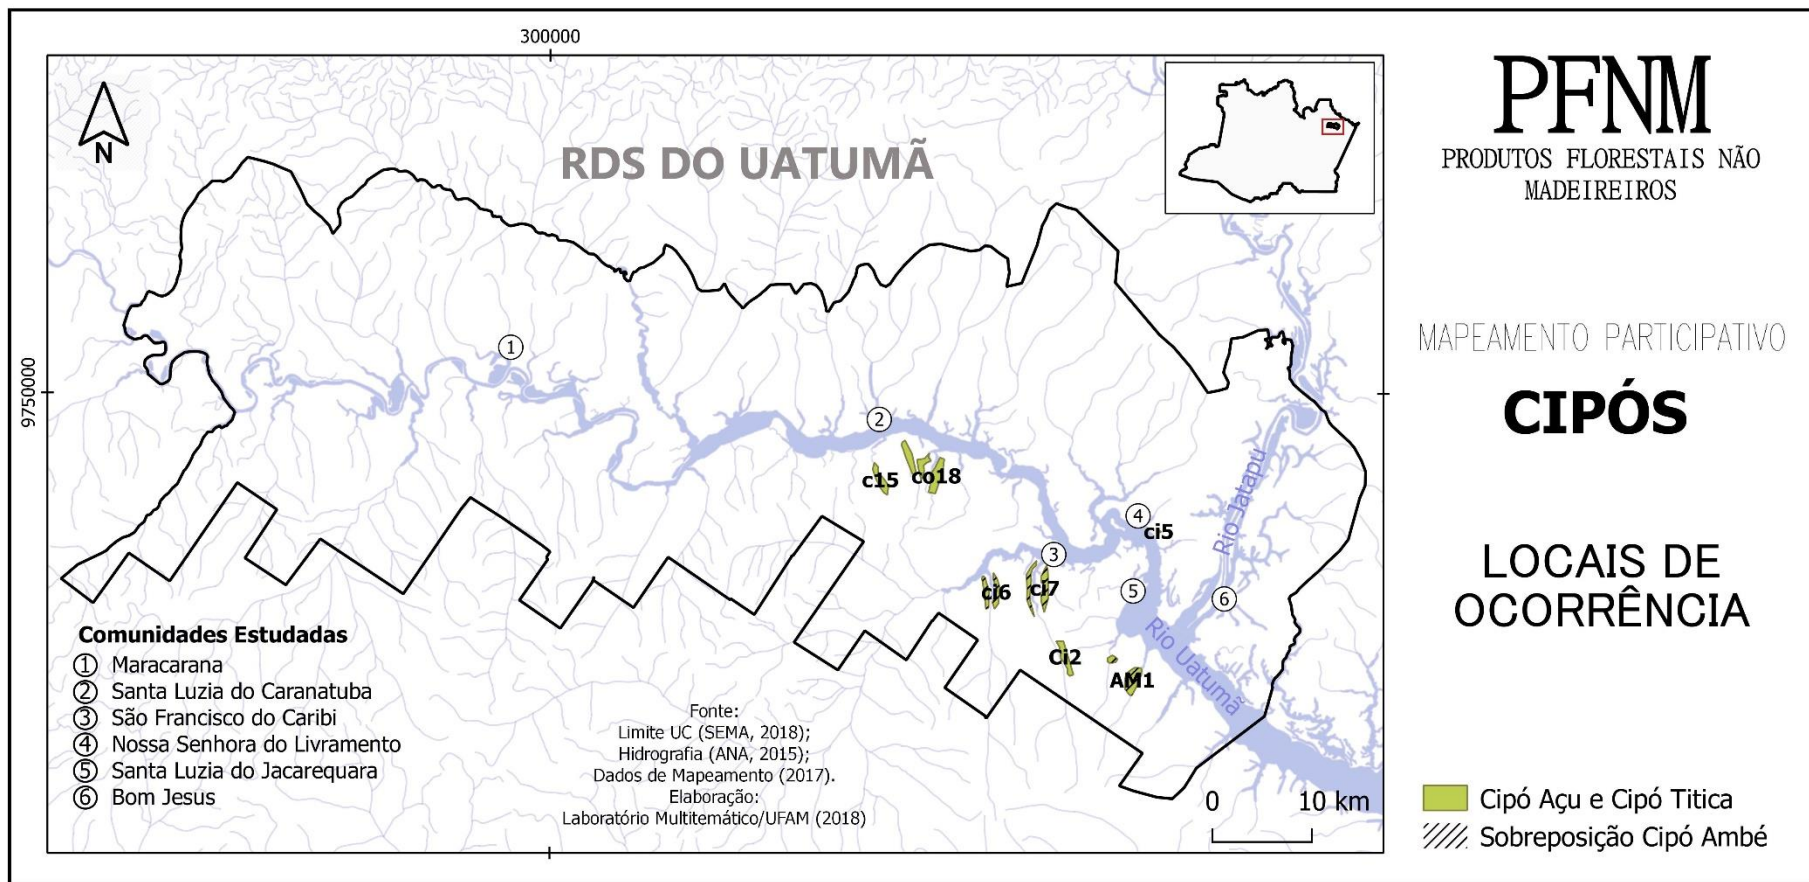 300000
9750000
N
RDS DO UATUMÃ
1
2
c15
co18
4
ci5
3
ci6
ci7
5
6
Ci2
AM1
Rio Jatapú
Rio Uatumã
Comunidades Estudadas
1 Maracarana
2 Santa Luzia do Caranatuba
3 São Francisco do Caribi
4 Nossa Senhora do Livramento
5 Santa Luzia do Jacarequara
6 Bom Jesus
Fonte:
Limite UC (SEMA, 2018);
Hidrografia (ANA, 2015);
Dados de Mapeamento (2017).
Elaboração:
Laboratório Multitemático/UFAM (2018)
0 10 km
PFNM
PRODUTOS FLORESTAIS NÃO
MADEIREIROS
MAPEAMENTO PARTICIPATIVO
CIPÓS
LOCAIS DE
OCORRÊNCIA
Cipó Açu e Cipó Titica
Sobreposição Cipó Ambé